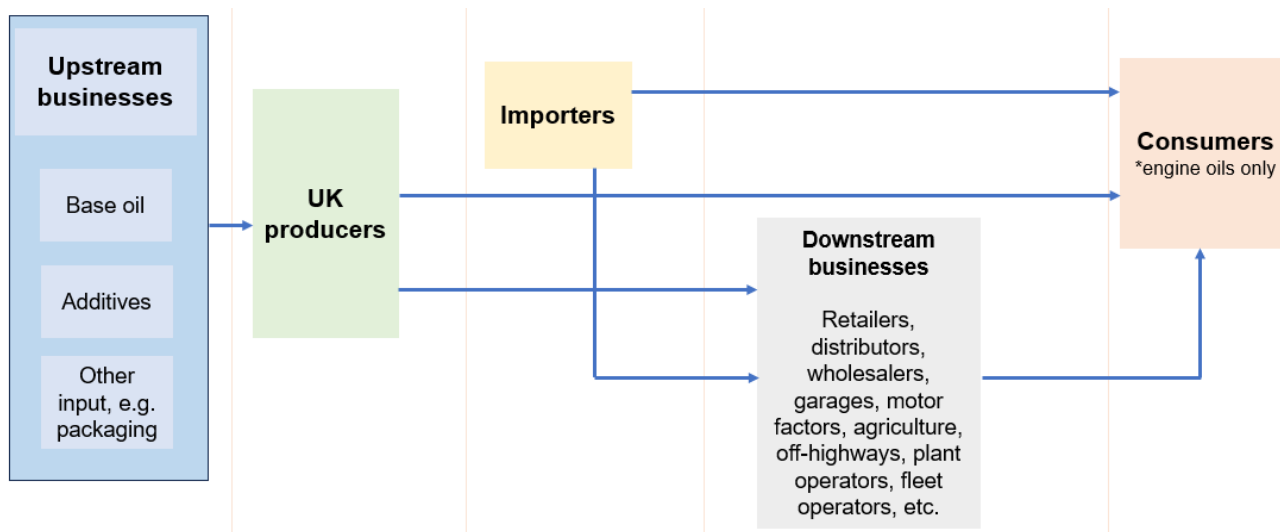 Upstream
businesses
Base oil
Additives
Other
input, e.g.
packaging
UK
producers
Importers
Downstream
businesses
Retailers,
distributors,
wholesalers,
garages, motor
factors, agriculture,
off-highways, plant
operators, fleet
operators, etc.
Consumers
*engine oils only